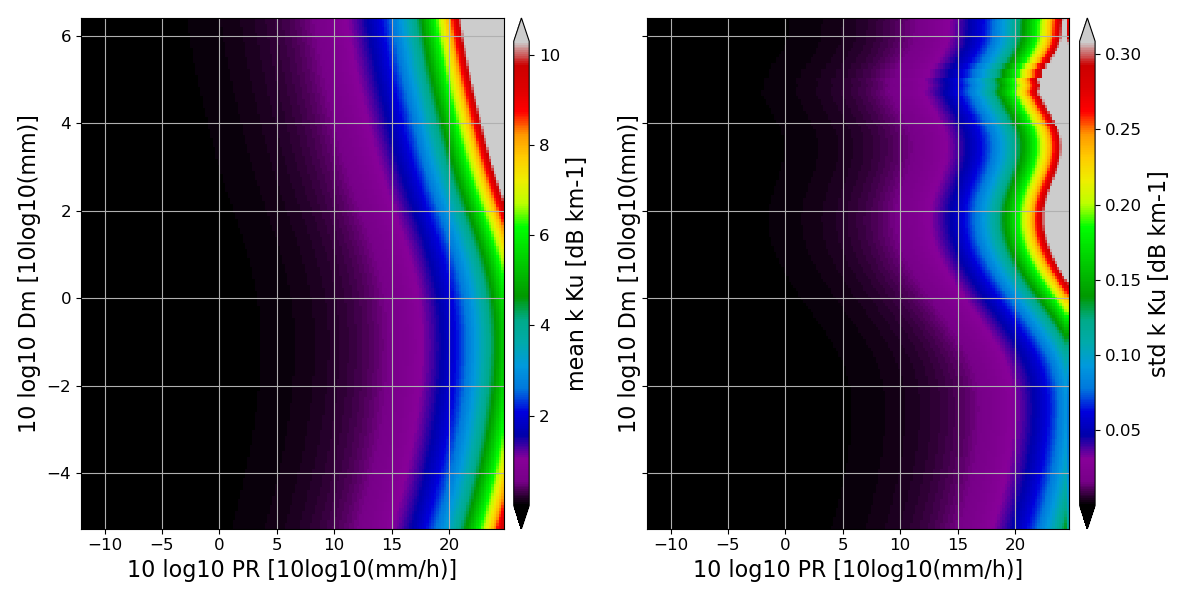 10 log10 Dm [10log10(mm)]
6
4
2
0
−2
−4
−10 −5 0 5 10 15 20
10 log10 PR [10log10(mm/h)]
10
8
6
4
2
mean k Ku [dB km-1]
10 log10 Dm [10log10(mm)]
−10 −5 0 5 10 15 20
10 log10 PR [10log10(mm/h)]
0.30
0.25
0.20
0.15
0.10
0.05
std k Ku [dB km-1]